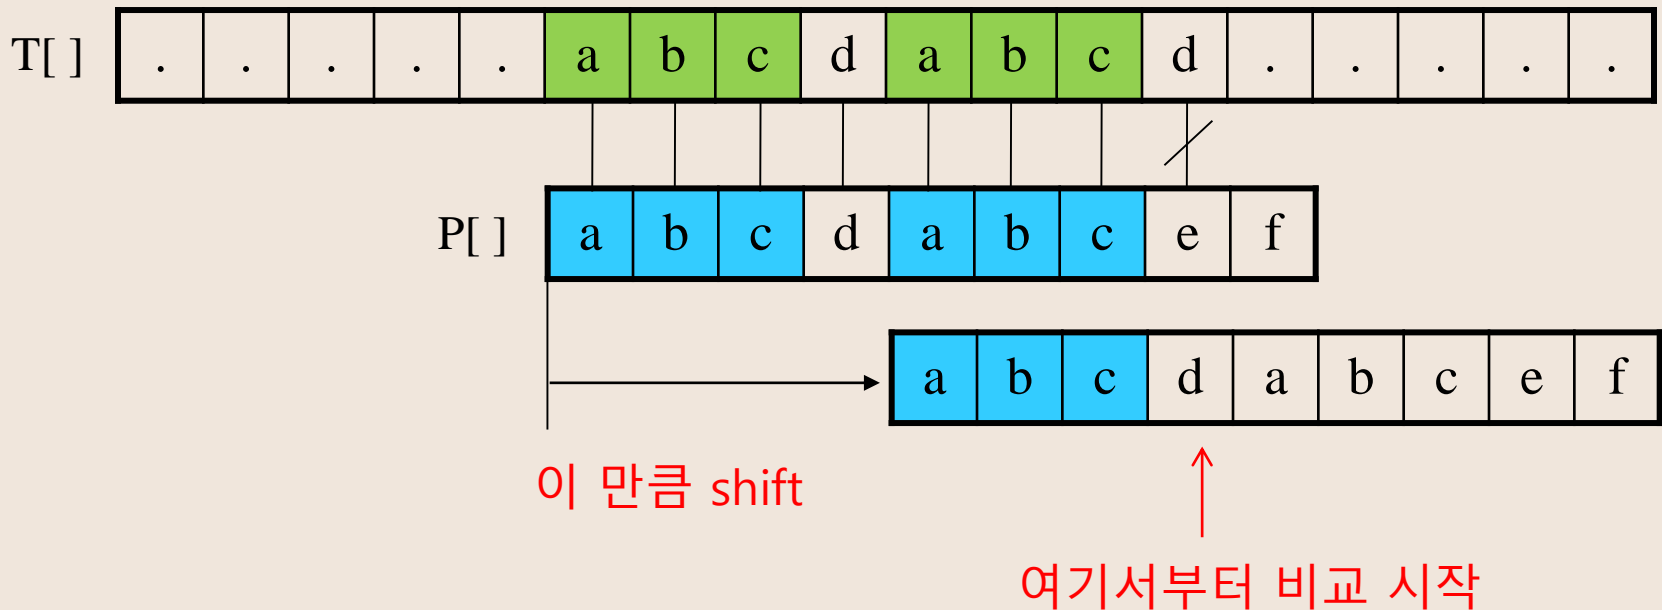 T[ ] . . . . . a b c d a b c d . . . . .
P[ ] a b c d a b c e f
a b c d a b c e f
이 만큼 shift
여기서부터 비교 시작